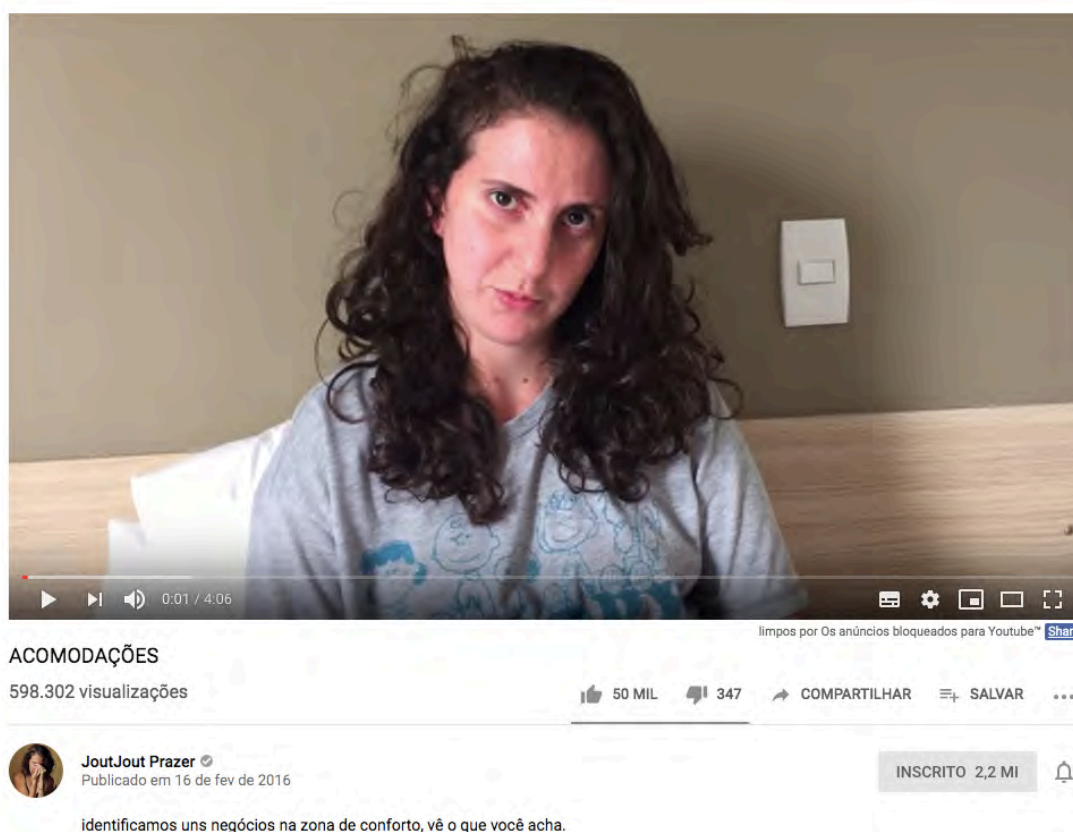 0:01 / 4:06
limpos por Os anúncios bloqueados para Youtube™ Shar
ACOMODAÇÕES
598.302 visualizações
50 MIL 347 COMPARTILHAR SALVAR
JoutJout Prazer
Publicado em 16 de fev de 2016
INSCRITO 2,2 MI
identificamos uns negócios na zona de conforto, vê o que você acha.